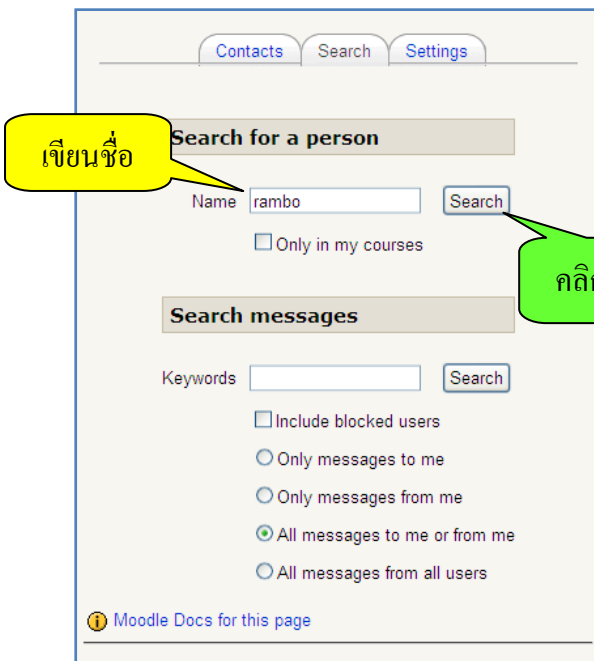 Contacts Search Settings
Search for a person
เขียนชื่อ
Name rambo Search
Only in my courses
Search messages
Keywords Search
Include blocked users
Only messages to me
Only messages from me
All messages to me or from me
All messages from all users
Moodle Docs for this page